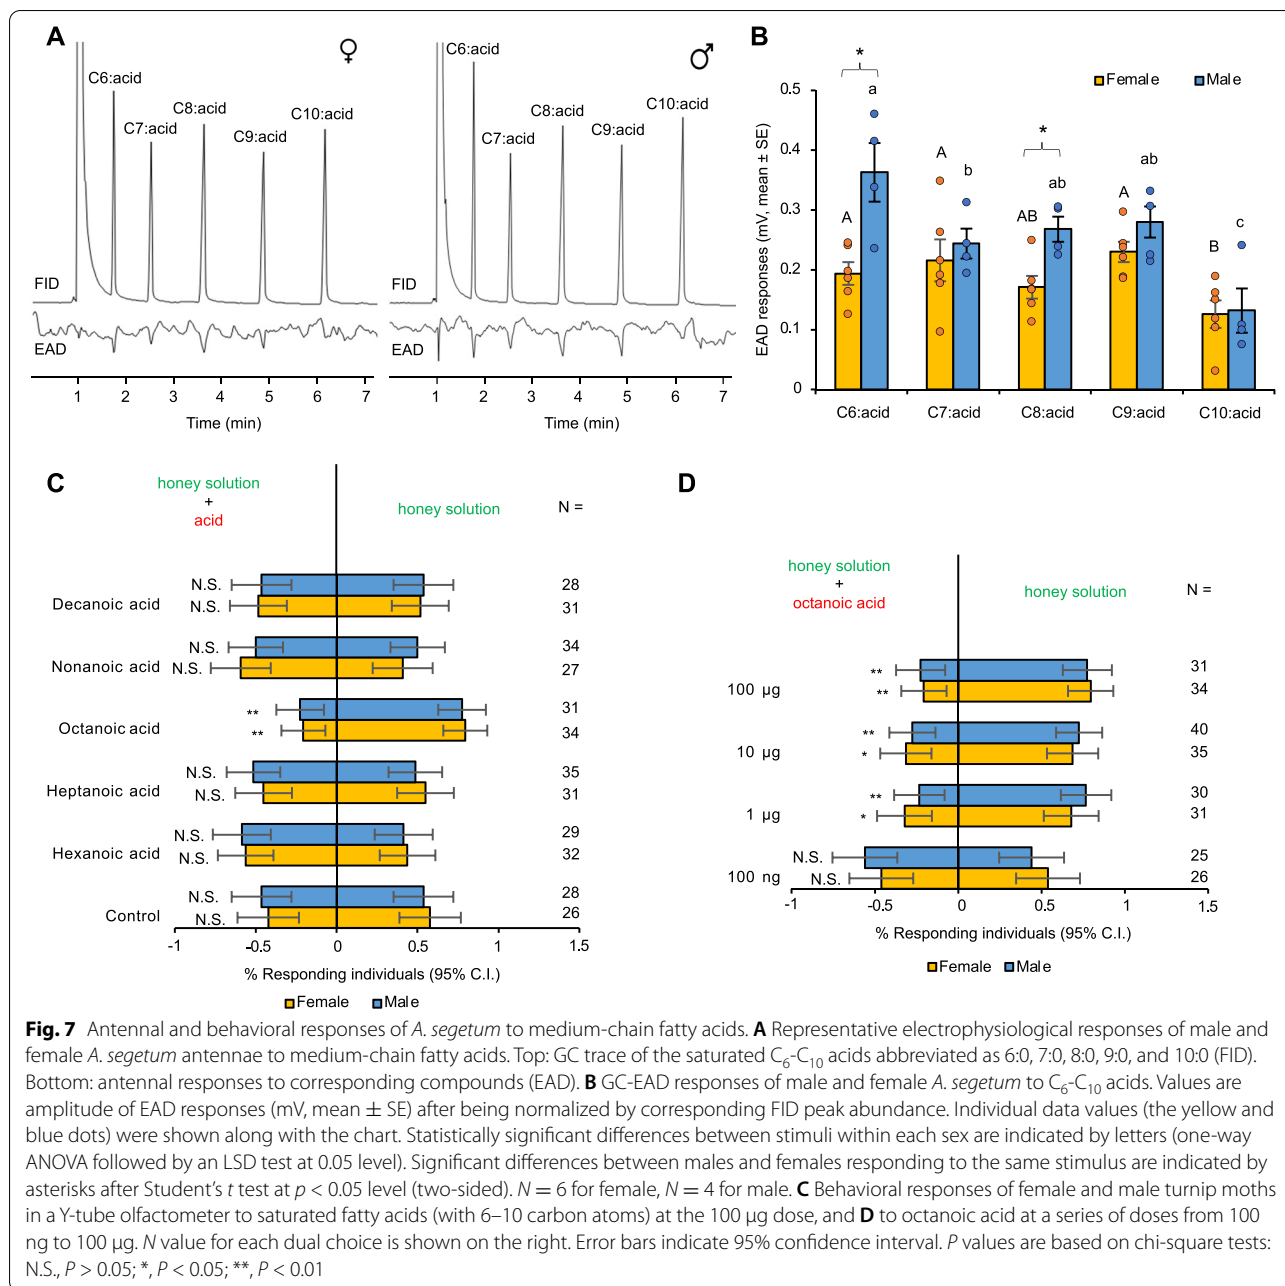 A
♀
C6:acid
C7:acid
C8:acid
C9:acid
C10:acid
FID
EAD
1 2 3 4 5 6 7
Time (min)
♂
C6:acid
C7:acid
C8:acid
C9:acid
C10:acid
FID
EAD
1 2 3 4 5 6 7
Time (min)
B
Female Male
EAD responses (mV, mean ± SE)
0.5
0.4
0.3
0.2
0.1
0
*
A a
A b
*
AB ab
A ab
B c
C6:acid C7:acid C8:acid C9:acid C10:acid
C
honey solution
+
acid
honey solution
N =
Decanoic acid
N.S. 28
N.S. 31
Nonanoic acid
N.S. 34
N.S. 27
Octanoic acid
** 31
** 34
Heptanoic acid
N.S. 35
N.S. 31
Hexanoic acid
N.S. 29
N.S. 32
Control
N.S. 28
N.S. 26
-1 -0.5 0 0.5 1 1.5
% Responding individuals (95% C.I.)
Female Male
D
honey solution
+
octanoic acid
honey solution
N =
100 µg
** 31
** 34
10 µg
** 40
* 35
1 µg
** 30
* 31
100 ng
N.S. 25
N.S. 26
-1 -0.5 0 0.5 1 1.5
% Responding individuals (95% C.I.)
Female Male
Fig. 7 Antennal and behavioral responses of A. segetum to medium-chain fatty acids. A Representative electrophysiological responses of male and
female A. segetum antennae to medium-chain fatty acids. Top: GC trace of the saturated C6-C10 acids abbreviated as 6:0, 7:0, 8:0, 9:0, and 10:0 (FID).
Bottom: antennal responses to corresponding compounds (EAD). B GC-EAD responses of male and female A. segetum to C6-C10 acids. Values are
amplitude of EAD responses (mV, mean ± SE) after being normalized by corresponding FID peak abundance. Individual data values (the yellow and
blue dots) were shown along with the chart. Statistically significant differences between stimuli within each sex are indicated by letters (one-way
ANOVA followed by an LSD test at 0.05 level). Significant differences between males and females responding to the same stimulus are indicated by
asterisks after Student's t test at p < 0.05 level (two-sided). N = 6 for female, N = 4 for male. C Behavioral responses of female and male turnip moths
in a Y-tube olfactometer to saturated fatty acids (with 6–10 carbon atoms) at the 100 µg dose, and D to octanoic acid at a series of doses from 100
ng to 100 µg. N value for each dual choice is shown on the right. Error bars indicate 95% confidence interval. P values are based on chi-square tests:
N.S., P > 0.05; *, P < 0.05; **, P < 0.01